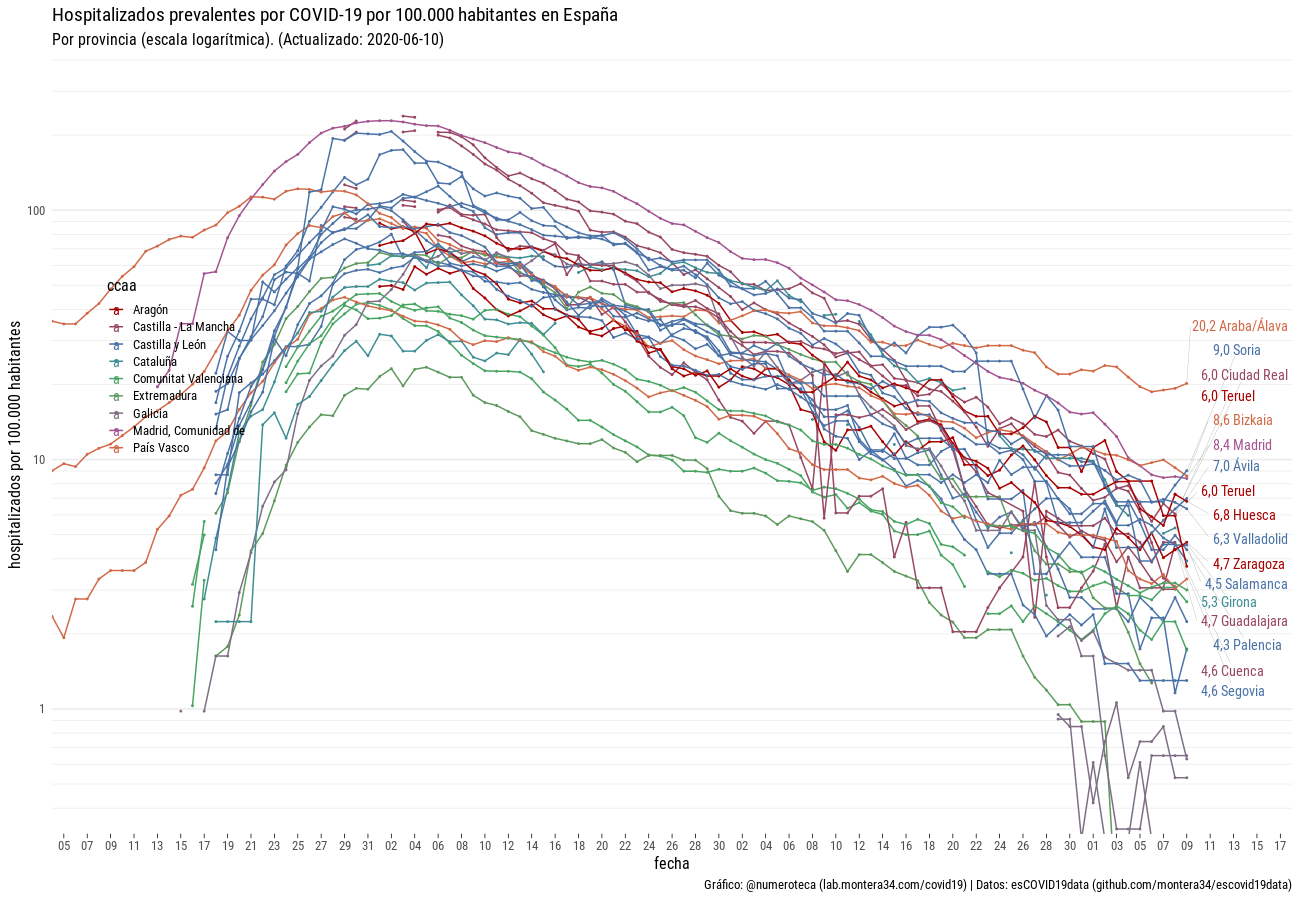 Hospitalizados prevalentes por COVID-19 por 100.000 habitantes en España
Por provincia (escala logarítmica). (Actualizado: 2020-06-10)
hospitalizados por 100.000 habitantes
100
10
1
ccaa
Aragón
Castilla - La Mancha
Castilla y León
Cataluña
Comunitat Valenciana
Extremadura
Galicia
Madrid, Comunidad de
País Vasco
20,2 Araba/Álava
9,0 Soria
6,0 Ciudad Real
6,0 Teruel
8,6 Bizkaia
8,4 Madrid
7,0 Ávila
6,0 Teruel
6,8 Huesca
6,3 Valladolid
4,7 Zaragoza
4,5 Salamanca
5,3 Girona
4,7 Guadalajara
4,3 Palencia
4,6 Cuenca
4,6 Segovia
05 07 09 11 13 15 17 19 21 23 25 27 29 31 02 04 06 08 10 12 14 16 18 20 22 24 26 28 30 02 04 06 08 10 12 14 16 18 20 22 24 26 28 30 01 03 05 07 09 11 13 15 17
fecha
Gráfico: @numeroteca (lab.montera34.com/covid19) | Datos: esCOVID19data (github.com/montera34/escovid19data)